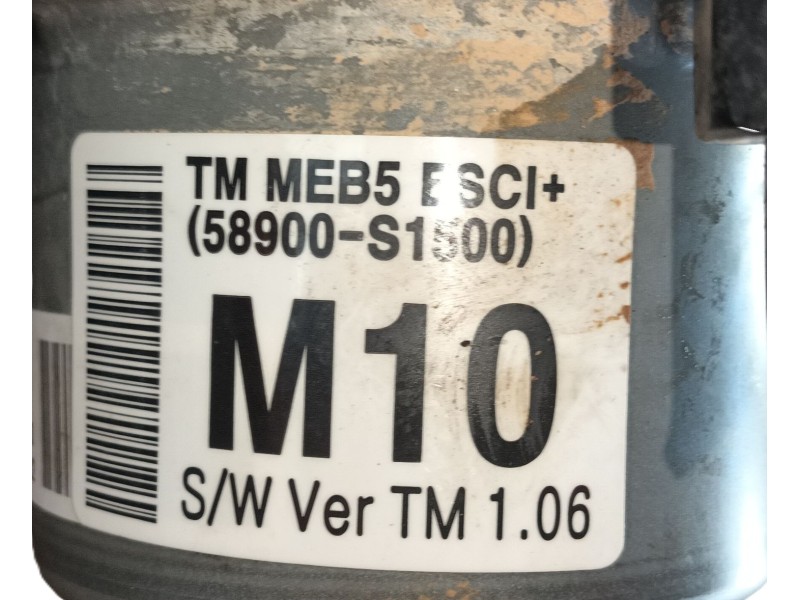 TM MEB5 ESCI+
(58900-S1500)
M10
S/W Ver TM 1.06